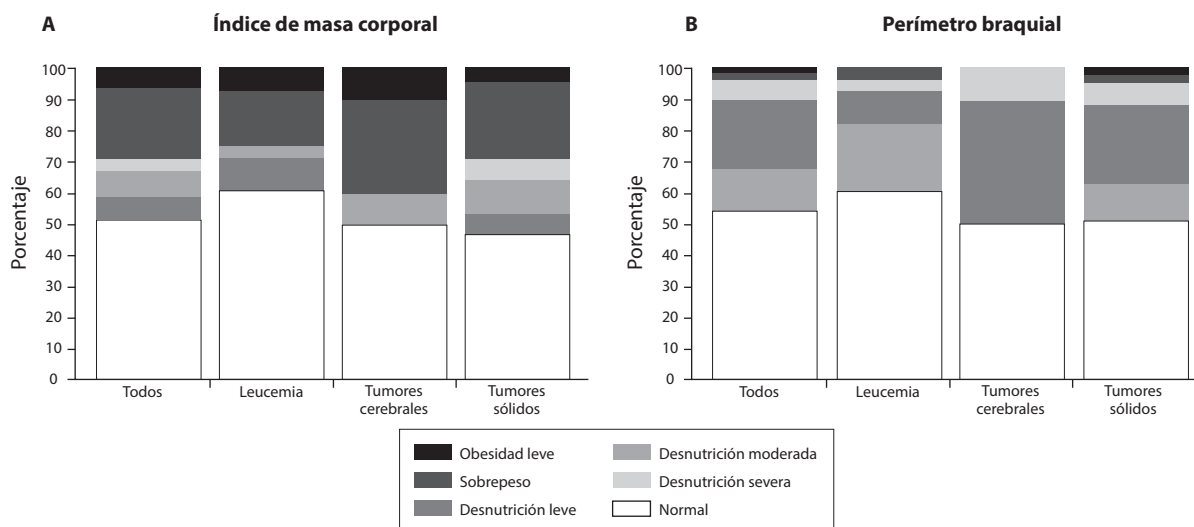 A Índice de masa corporal
Porcentaje
100
90
80
70
60
50
40
30
20
10
0
Todos
Leucemia
Tumores
cerebrales
Tumores
sólidos
B Perímetro braquial
Porcentaje
100
90
80
70
60
50
40
30
20
10
0
Todos
Leucemia
Tumores
cerebrales
Tumores
sólidos
Obesidad leve
Sobrepeso
Desnutrición leve
Desnutrición moderada
Desnutrición severa
Normal